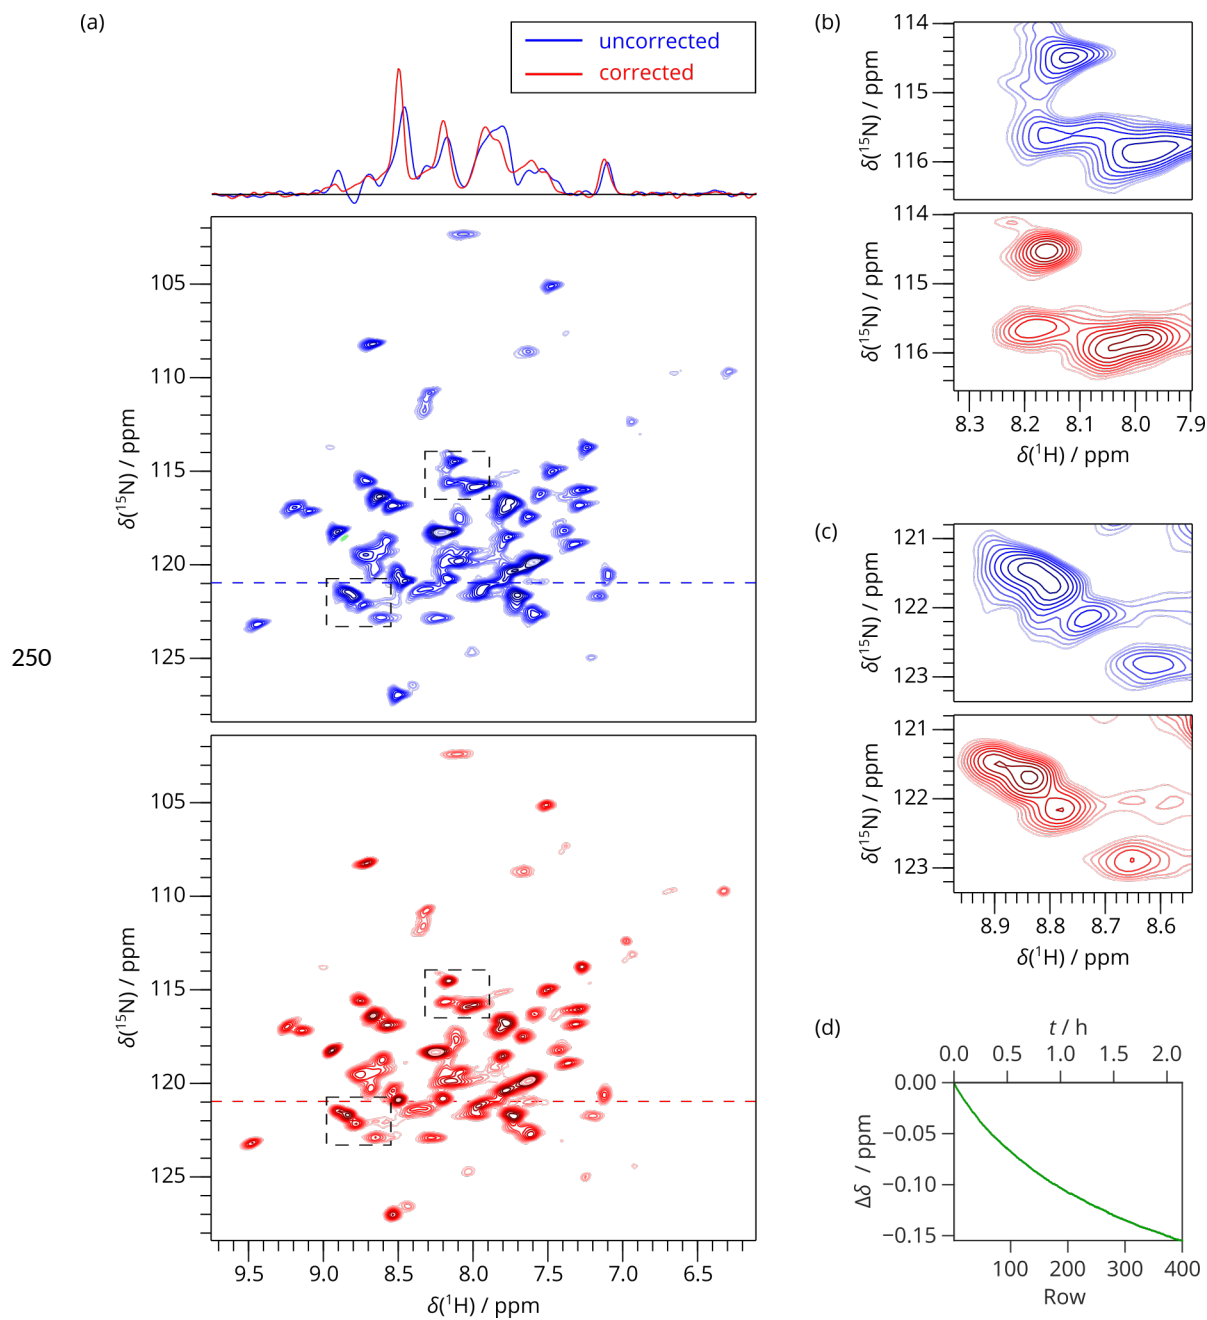 (a)
uncorrected
corrected
105
110
115
120
125
δ(¹⁵N) / ppm
250
105
110
115
120
125
δ(¹⁵N) / ppm
9.5 9.0 8.5 8.0 7.5 7.0 6.5
δ(¹H) / ppm
(b)
114
115
116
δ(¹⁵N) / ppm
114
115
116
δ(¹⁵N) / ppm
8.3 8.2 8.1 8.0 7.9
δ(¹H) / ppm
(c)
121
122
123
δ(¹⁵N) / ppm
121
122
123
δ(¹⁵N) / ppm
8.9 8.8 8.7 8.6
δ(¹H) / ppm
(d)
t / h
0.0 0.5 1.0 1.5 2.0
0.00
−0.05
−0.10
−0.15
Δδ / ppm
100 200 300 400
Row